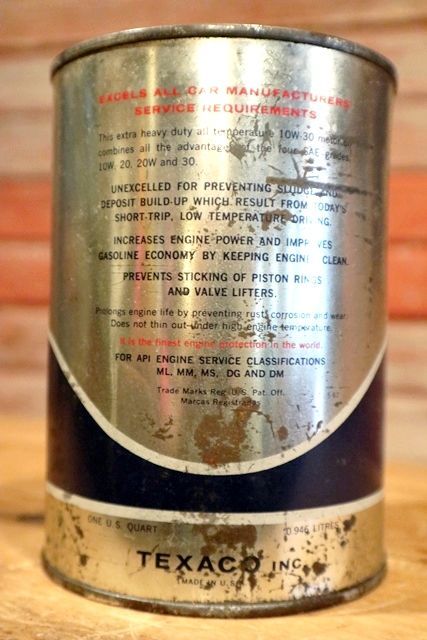 EXCELS ALL CAR MANUFACTURERS'
SERVICE REQUIREMENTS
This extra heavy duty all temperature 10W-30 motor oil
combines all the advantages of the four SAE grades,
10W, 20, 20W and 30.
UNEXCELLED FOR PREVENTING SLUDGE AND
DEPOSIT BUILD-UP WHICH RESULT FROM TODAY'S
SHORT-TRIP, LOW TEMPERATURE DRIVING.
INCREASES ENGINE POWER AND IMPROVES
GASOLINE ECONOMY BY KEEPING ENGINE CLEAN.
PREVENTS STICKING OF PISTON RINGS
AND VALVE LIFTERS.
Prolongs engine life by preventing rust, corrosion and wear.
Does not thin out under high engine temperature.
It is the finest engine protection in the world.
FOR API ENGINE SERVICE CLASSIFICATIONS
ML, MM, MS, DG AND DM
Trade Marks Reg. U.S. Pat. Off.
Marcas Registradas
ONE U.S. QUART 0.946 LITRES
TEXACO INC.
MADE IN U.S.A.